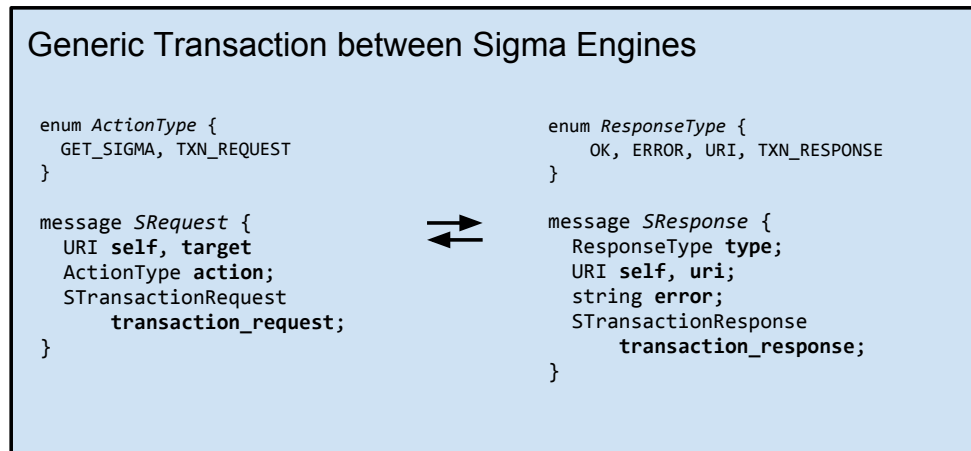 Generic Transaction between Sigma Engines
enum ActionType {
GET_SIGMA, TXN_REQUEST
}
message SRequest {
URI self, target
ActionType action;
STransactionRequest
transaction_request;
}
enum ResponseType {
OK, ERROR, URI, TXN_RESPONSE
}
message SResponse {
ResponseType type;
URI self, uri;
string error;
STransactionResponse
transaction_response;
}